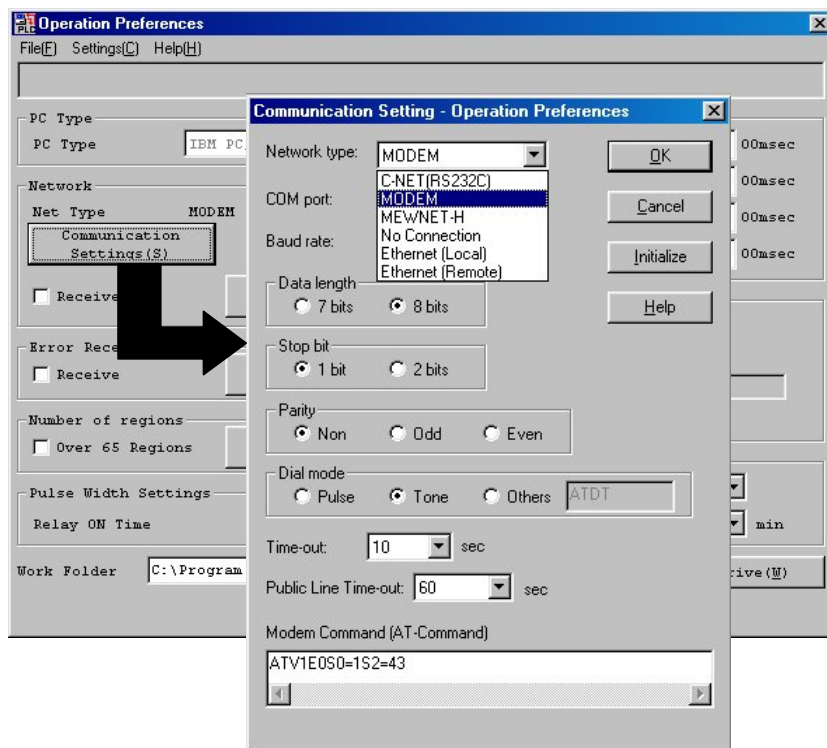 PLC Operation Preferences
File(F) Settings(C) Help(H)
PC Type
PC Type IBM PC
Network
Net Type MODEM
Communication
Settings(S)
Receive
Error Rece
Receive
Number of regions
Over 65 Regions
Pulse Width Settings
Relay ON Time
Work Folder C:\Program
00msec
00msec
00msec
00msec
min
rive(W)
Communication Setting - Operation Preferences
Network type: MODEM
C-NET(RS232C)
MODEM
MEWNET-H
No Connection
Ethernet (Local)
Ethernet (Remote)
COM port:
Baud rate:
OK
Cancel
Initialize
Help
Data length
7 bits 8 bits
Stop bit
1 bit 2 bits
Parity
Non Odd Even
Dial mode
Pulse Tone Others ATDT
Time-out: 10 sec
Public Line Time-out: 60 sec
Modem Command (AT-Command)
ATV1E0S0=1S2=43